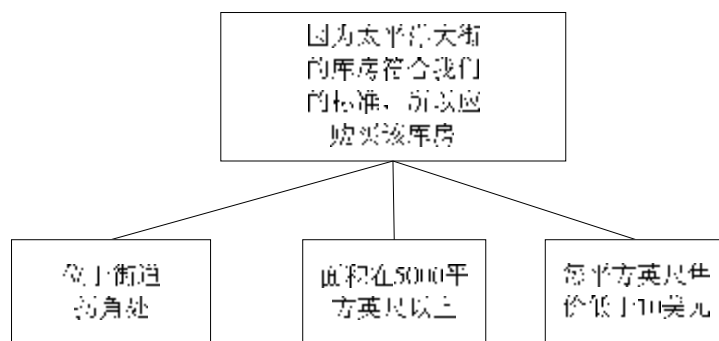 因为太平洋大街
的库房符合我们
的标准，所以应
购买该库房
位于街道
拐角处
面积在5000平
方英尺以上
每平方英尺售
价低于10美元